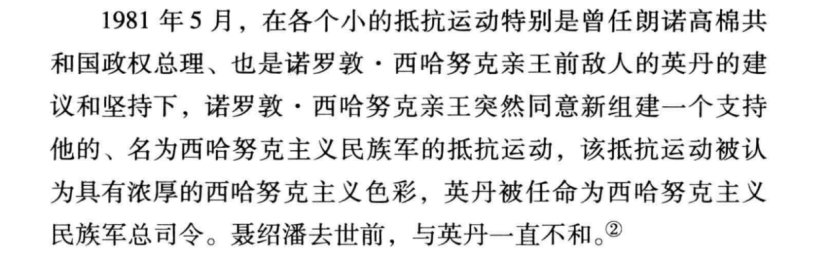 1981 年 5 月，在各个小的抵抗运动特别是曾任朗诺高棉共
和国政权总理、也是诺罗敦·西哈努克亲王前敌人的英丹的建
议和坚持下，诺罗敦·西哈努克亲王突然同意新组建一个支持
他的、名为西哈努克主义民族军的抵抗运动，该抵抗运动被认
为具有浓厚的西哈努克主义色彩，英丹被任命为西哈努克主义
民族军总司令。聂绍潘去世前，与英丹一直不和。②